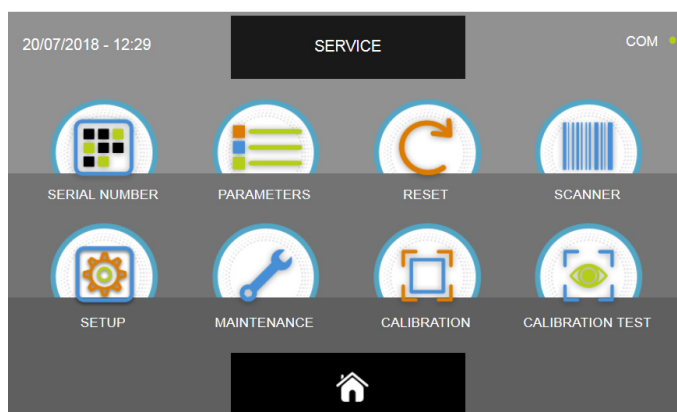 20/07/2018 - 12:29
SERVICE
COM
SERIAL NUMBER
PARAMETERS
RESET
SCANNER
SETUP
MAINTENANCE
CALIBRATION
CALIBRATION TEST